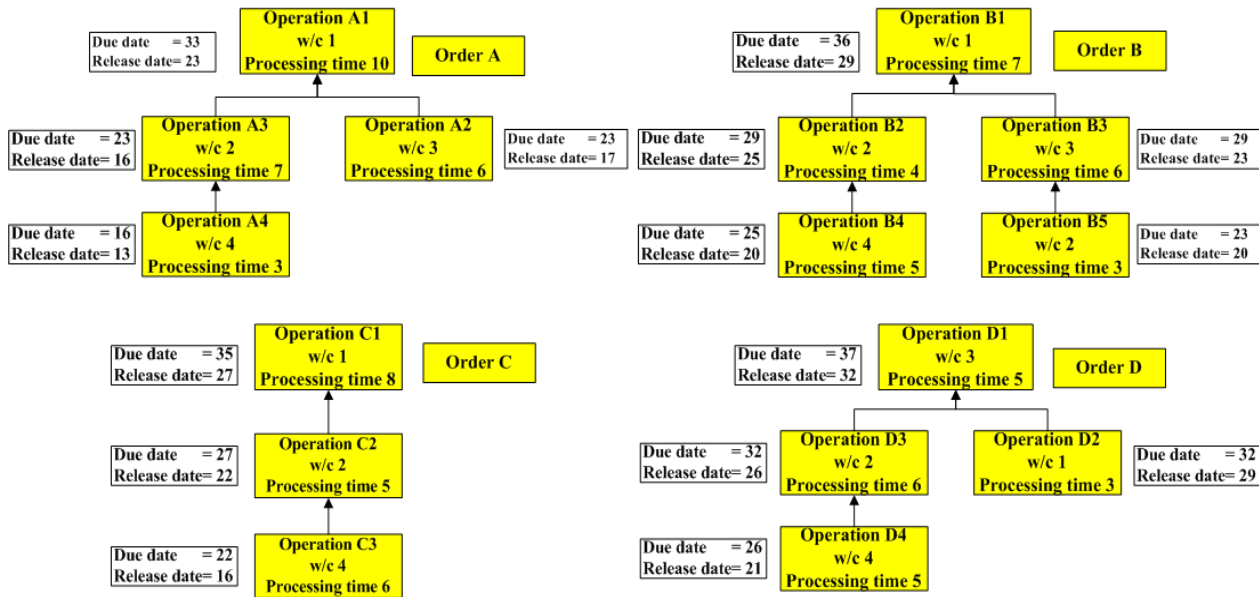 Operation A1
w/c 1
Processing time 10
Due date = 33
Release date= 23
Order A
Operation A3
w/c 2
Processing time 7
Due date = 23
Release date= 16
Operation A2
w/c 3
Processing time 6
Due date = 23
Release date= 17
Operation A4
w/c 4
Processing time 3
Due date = 16
Release date= 13
Operation B1
w/c 1
Processing time 7
Due date = 36
Release date= 29
Order B
Operation B2
w/c 2
Processing time 4
Due date = 29
Release date= 25
Operation B3
w/c 3
Processing time 6
Due date = 29
Release date= 23
Operation B4
w/c 4
Processing time 5
Due date = 25
Release date= 20
Operation B5
w/c 2
Processing time 3
Due date = 23
Release date= 20
Operation C1
w/c 1
Processing time 8
Due date = 35
Release date= 27
Order C
Operation C2
w/c 2
Processing time 5
Due date = 27
Release date= 22
Operation C3
w/c 4
Processing time 6
Due date = 22
Release date= 16
Operation D1
w/c 3
Processing time 5
Due date = 37
Release date= 32
Order D
Operation D3
w/c 2
Processing time 6
Due date = 32
Release date= 26
Operation D2
w/c 1
Processing time 3
Due date = 32
Release date= 29
Operation D4
w/c 4
Processing time 5
Due date = 26
Release date= 21